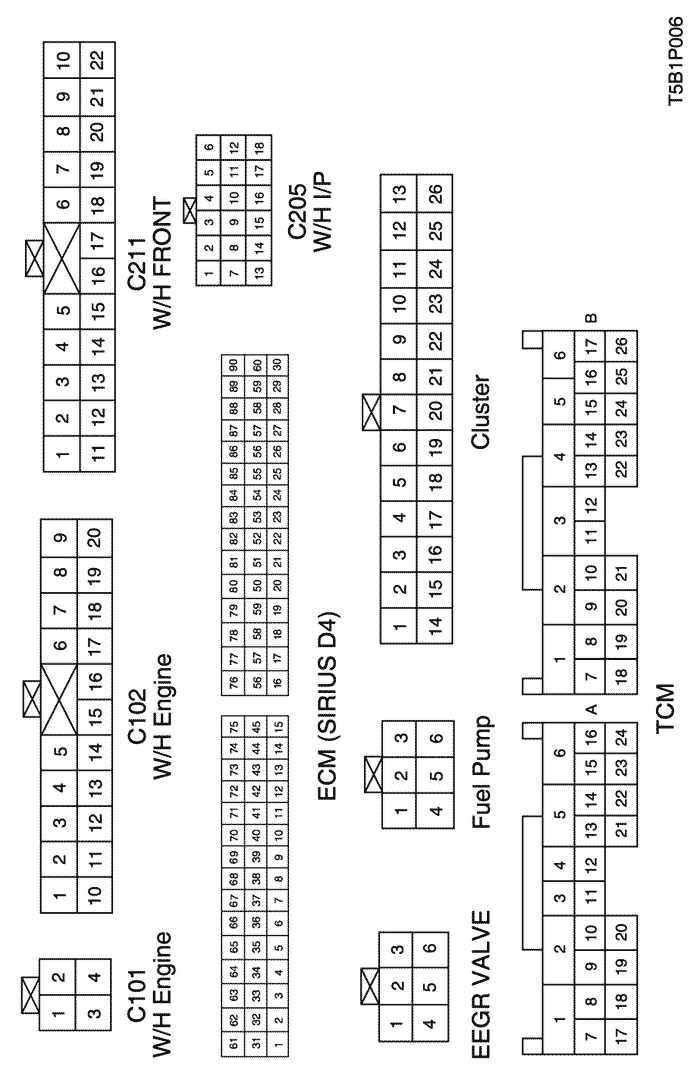 1 2
3 4
C101
W/H Engine
1 2 3 4 5 6 7 8 9
10 11 12 13 14 15 16 17 18 19 20
C102
W/H Engine
1 2 3 4 5 6 7 8 9 10
11 12 13 14 15 16 17 18 19 20 21 22
C211
W/H FRONT
61 62 63 64 65 66 67 68 69 70 71 72 73 74 75
31 32 33 34 35 36 37 38 39 40 41 42 43 44 45
1 2 3 4 5 6 7 8 9 10 11 12 13 14 15
76 77 78 79 80 81 82 83 84 85 86 87 88 89 90
56 57 58 59 50 51 52 53 54 55 56 57 58 59 60
16 17 18 19 20 21 22 23 24 25 26 27 28 29 30
ECM (SIRIUS D4)
1 2 3 4 5 6
7 8 9 10 11 12
13 14 15 16 17 18
C205
W/H I/P
1 2 3
4 5 6
EEGR VALVE
1 2 3
4 5 6
Fuel Pump
1 2 3 4 5 6 7 8 9 10 11 12 13
14 15 16 17 18 19 20 21 22 23 24 25 26
Cluster
1 2 3 4 5 6
7 8 9 10 11 12 13 14 15 16
17 18 19 20 21 22 23 24
A
1 2 3 4 5 6
7 8 9 10 11 12 13 14 15 16 17
18 19 20 21 22 23 24 25 26
B
TCM
T5B1P006